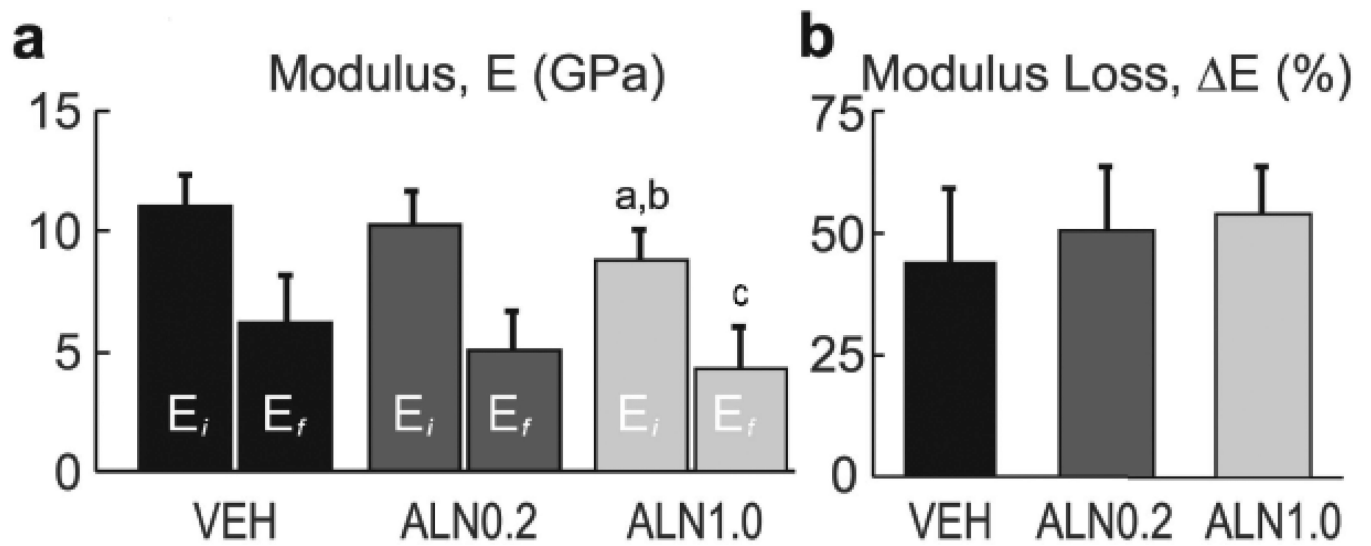 a
Modulus, E (GPa)
15
10
5
0
a,b
c
Ei
Ef
Ei
Ef
Ei
Ef
VEH
ALN0.2
ALN1.0
b
Modulus Loss, ΔE (%)
75
50
25
0
VEH
ALN0.2
ALN1.0